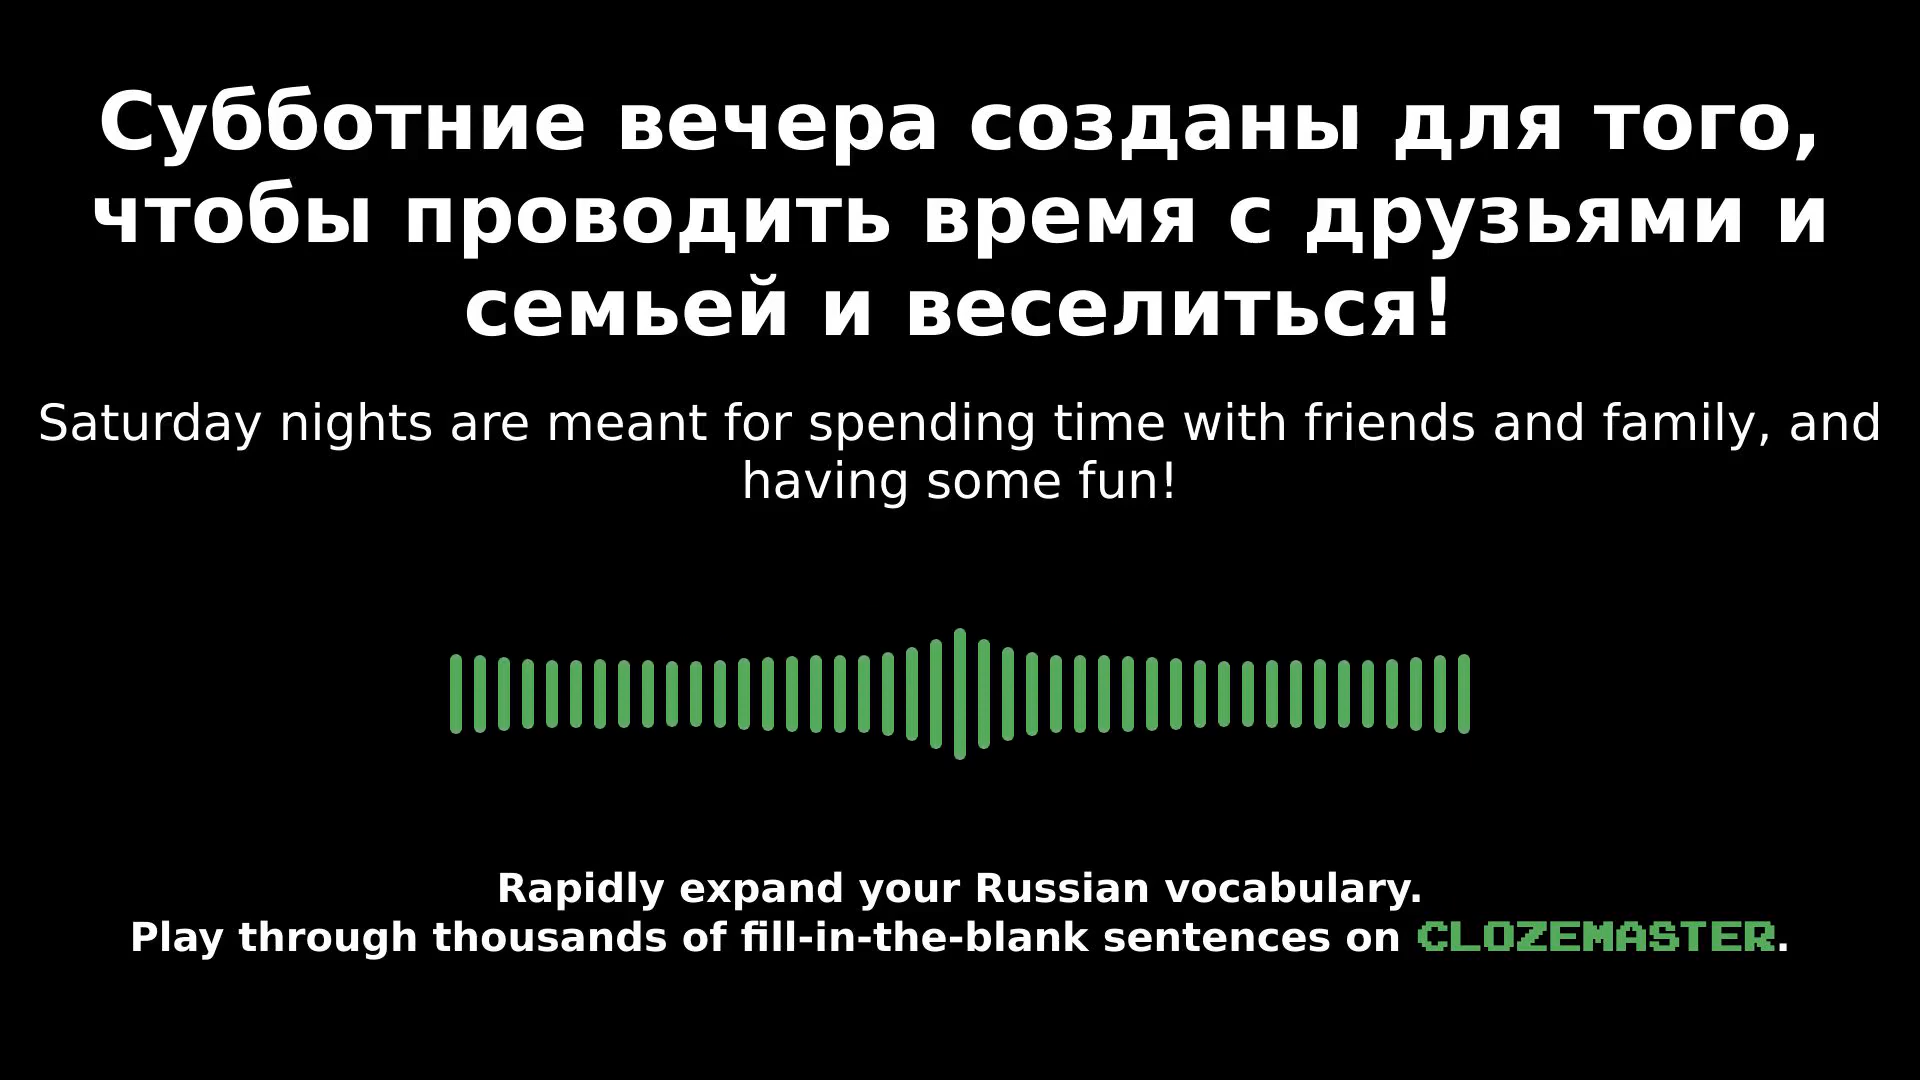 Субботние вечера созданы для того,
чтобы проводить время с друзьями и
семьей и веселиться!
Saturday nights are meant for spending time with friends and family, and
having some fun!
Rapidly expand your Russian vocabulary.
Play through thousands of fill-in-the-blank sentences on CLOZEMASTER.